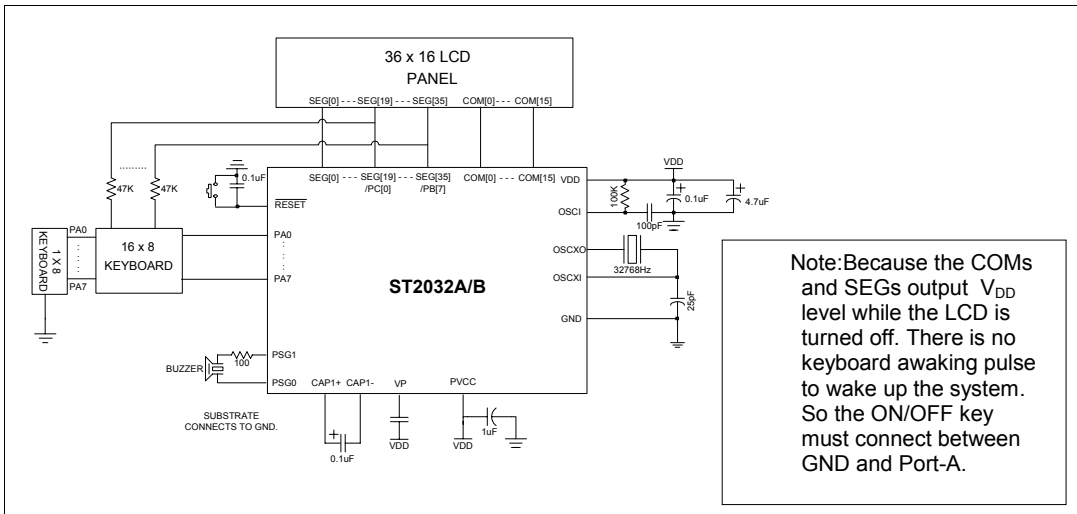 36 x 16 LCD
PANEL
SEG[0] - - - SEG[19] - - - SEG[35] COM[0] - - - COM[15]
47K
47K
0.1uF
SEG[0] - - - SEG[19] - - - SEG[35] COM[0] - - - COM[15]
/PC[0] /PB[7]
RESET
VDD
VDD
100K
0.1uF
4.7uF
OSCI
100pF
1 X 8
KEYBOARD
PA0
PA7
16 x 8
KEYBOARD
PA0
PA7
ST2032A/B
OSCXO
32768Hz
OSCXI
25pF
GND
BUZZER
100
PSG1
PSG0
CAP1+ CAP1- VP PVCC
SUBSTRATE
CONNECTS TO GND.
0.1uF
VDD
VDD
1uF
Note:Because the COMs
and SEGs output VDD
level while the LCD is
turned off. There is no
keyboard awaking pulse
to wake up the system.
So the ON/OFF key
must connect between
GND and Port-A.